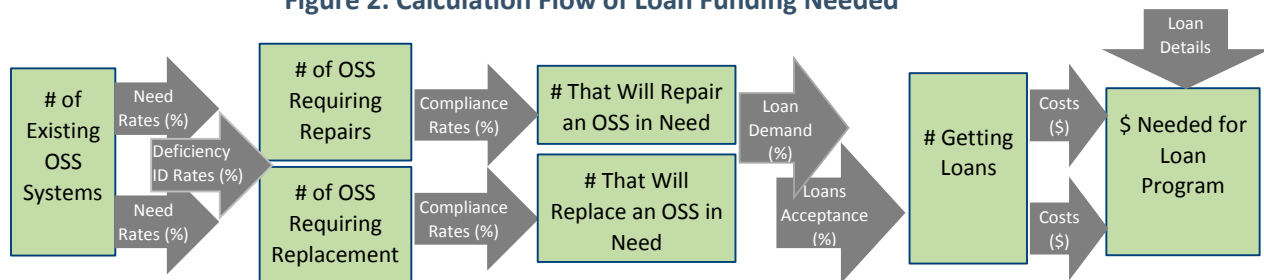 Figure 2. Calculation Flow of Loan Funding Needed
Loan
Details
# of
Existing
OSS
Systems
Need
Rates (%)
Deficiency
ID Rates (%)
Need
Rates (%)
# of OSS
Requiring
Repairs
# of OSS
Requiring
Replacement
Compliance
Rates (%)
Compliance
Rates (%)
# That Will Repair
an OSS in Need
# That Will
Replace an OSS in
Need
Loan
Demand
(%)
Loans
Acceptance
(%)
# Getting
Loans
Costs
($)
Costs
($)
$ Needed for
Loan
Program